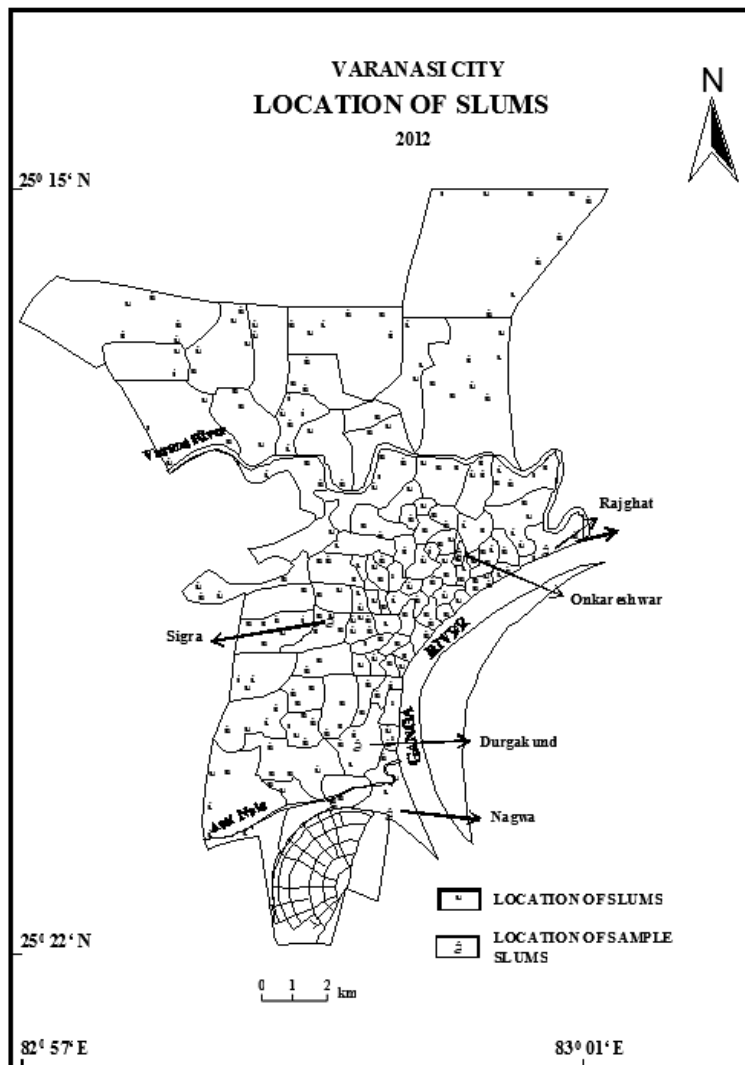 VARANASI CITY
LOCATION OF SLUMS
2012
N
25⁰ 15‘ N
Varuna River
Rajghat
Onkareshwar
Sigra
RIVER
GANGA
Durgakund
Assi Nala
Nagwa
LOCATION OF SLUMS
LOCATION OF SAMPLE
SLUMS
25⁰ 22‘ N
0 1 2
km
82⁰ 57‘ E
83⁰ 01‘ E